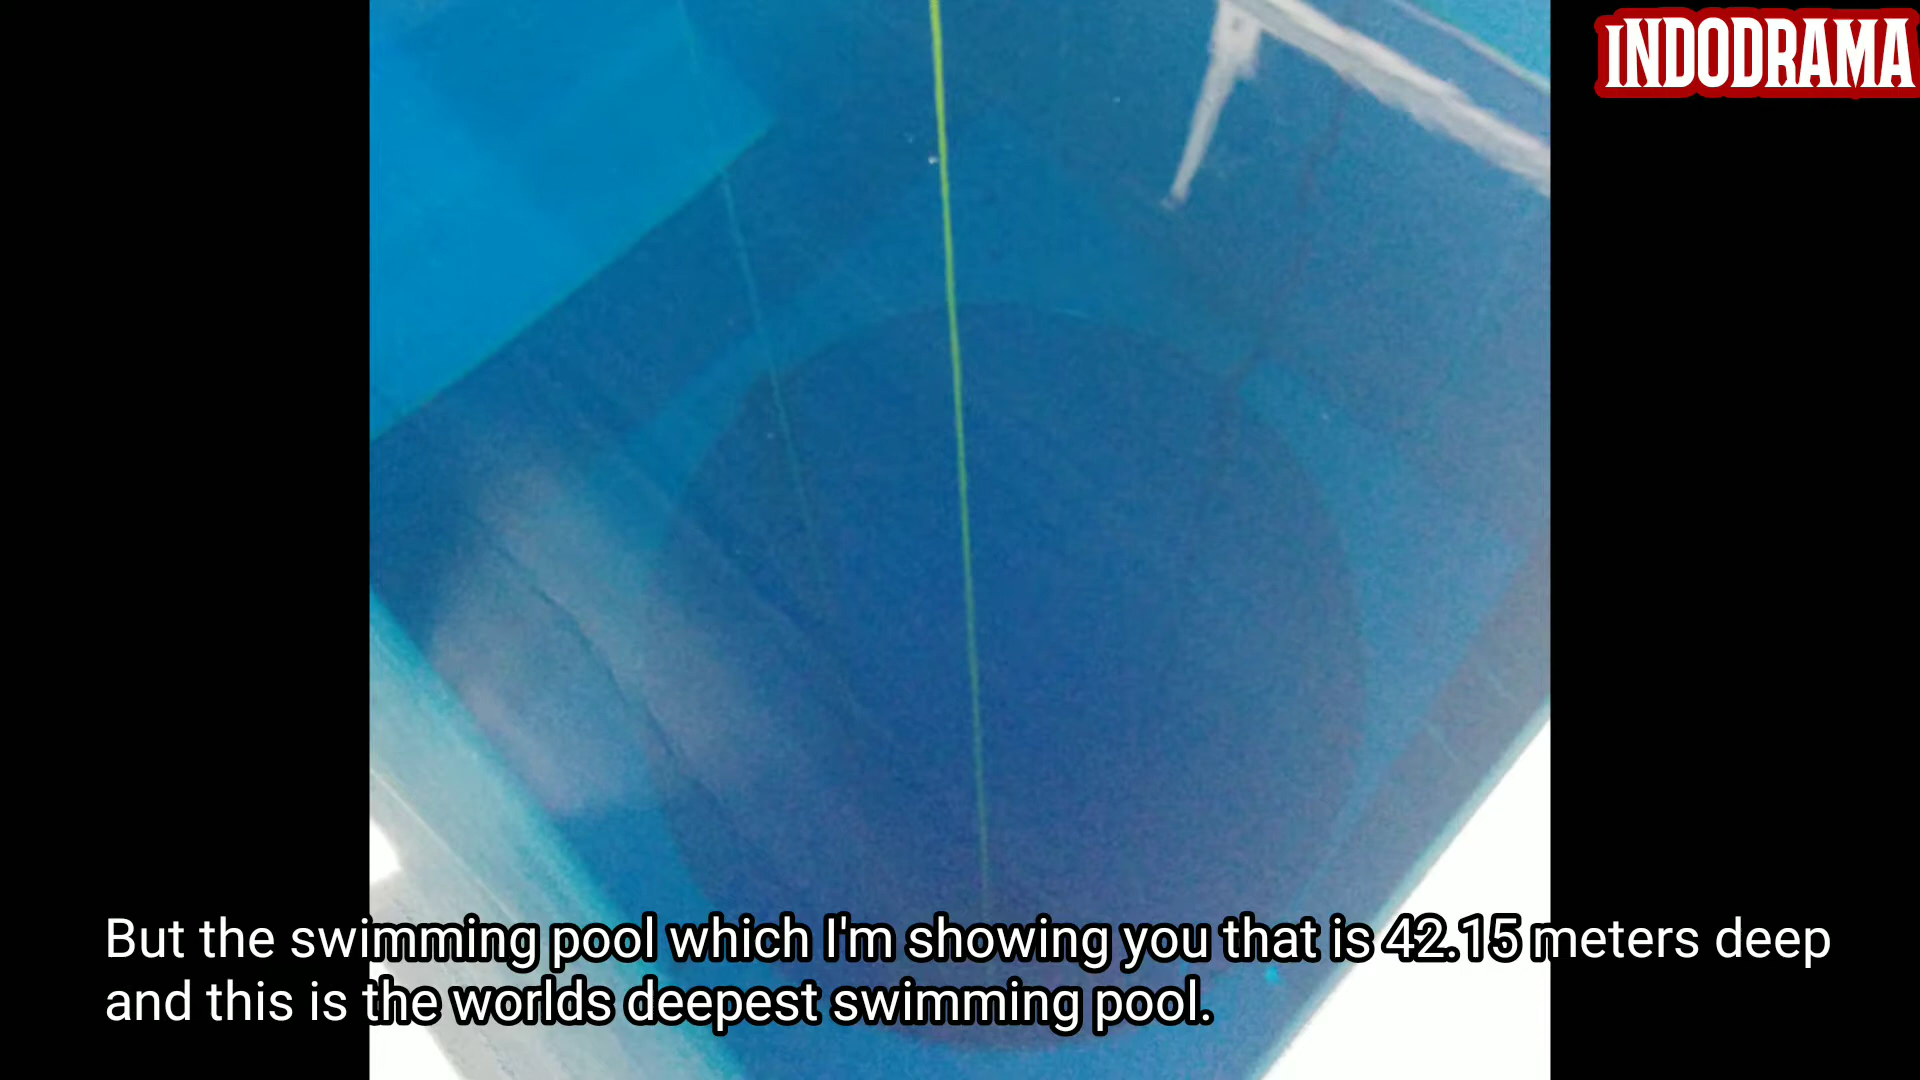 INDODRAMA
But the swimming pool which I'm showing you that is 42.15 meters deep
and this is the worlds deepest swimming pool.